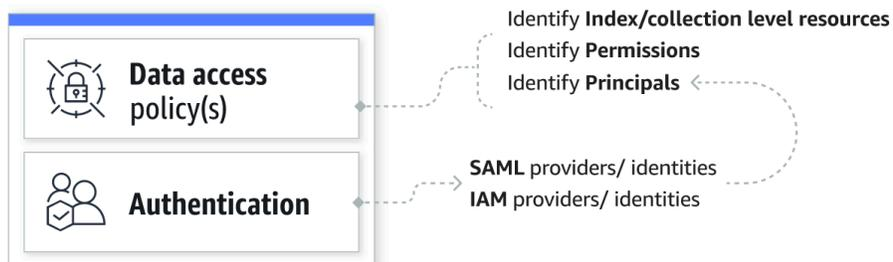 Data access
policy(s)
Identify Index/collection level resources
Identify Permissions
Identify Principals
Authentication
SAML providers/ identities
IAM providers/ identities